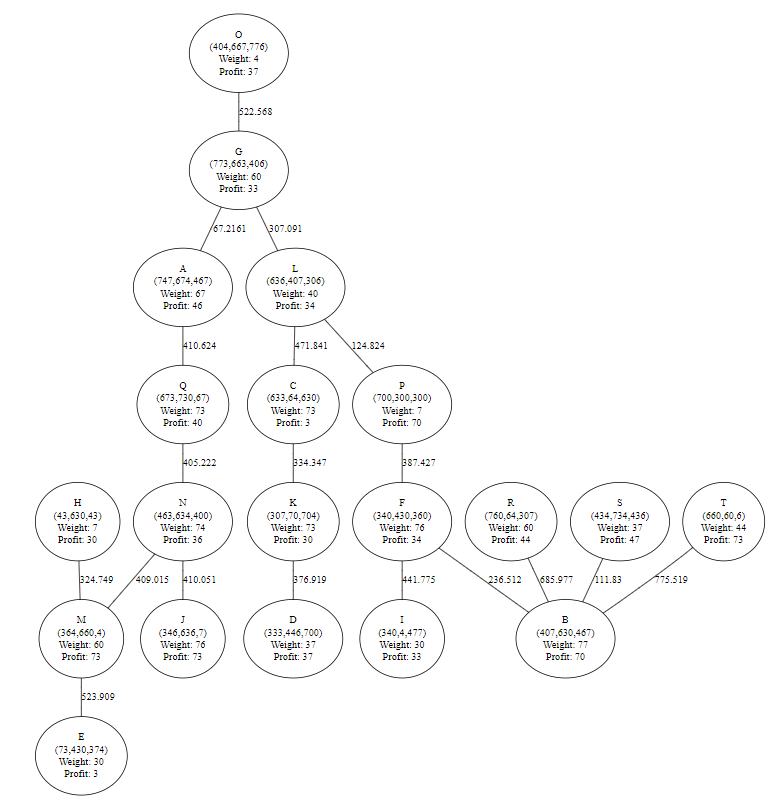 O
(404,667,776)
Weight: 4
Profit: 37
522.568
G
(773,663,406)
Weight: 60
Profit: 33
67.2161
307.091
A
(747,674,467)
Weight: 67
Profit: 46
L
(636,407,306)
Weight: 40
Profit: 34
410.624
471.841
124.824
Q
(673,730,67)
Weight: 73
Profit: 40
C
(633,64,630)
Weight: 73
Profit: 3
P
(700,300,300)
Weight: 7
Profit: 70
405.222
334.347
387.427
H
(43,630,43)
Weight: 7
Profit: 30
N
(463,634,400)
Weight: 74
Profit: 36
K
(307,70,704)
Weight: 73
Profit: 30
F
(340,430,360)
Weight: 76
Profit: 34
R
(760,64,307)
Weight: 60
Profit: 44
S
(434,734,436)
Weight: 37
Profit: 47
T
(660,60,6)
Weight: 44
Profit: 73
324.749
409.015
410.051
376.919
441.775
236.512
685.977
111.83
775.519
M
(364,660,4)
Weight: 60
Profit: 73
J
(346,636,7)
Weight: 76
Profit: 73
D
(333,446,700)
Weight: 37
Profit: 37
I
(340,4,477)
Weight: 30
Profit: 33
B
(407,630,467)
Weight: 77
Profit: 70
523.909
E
(73,430,374)
Weight: 30
Profit: 3